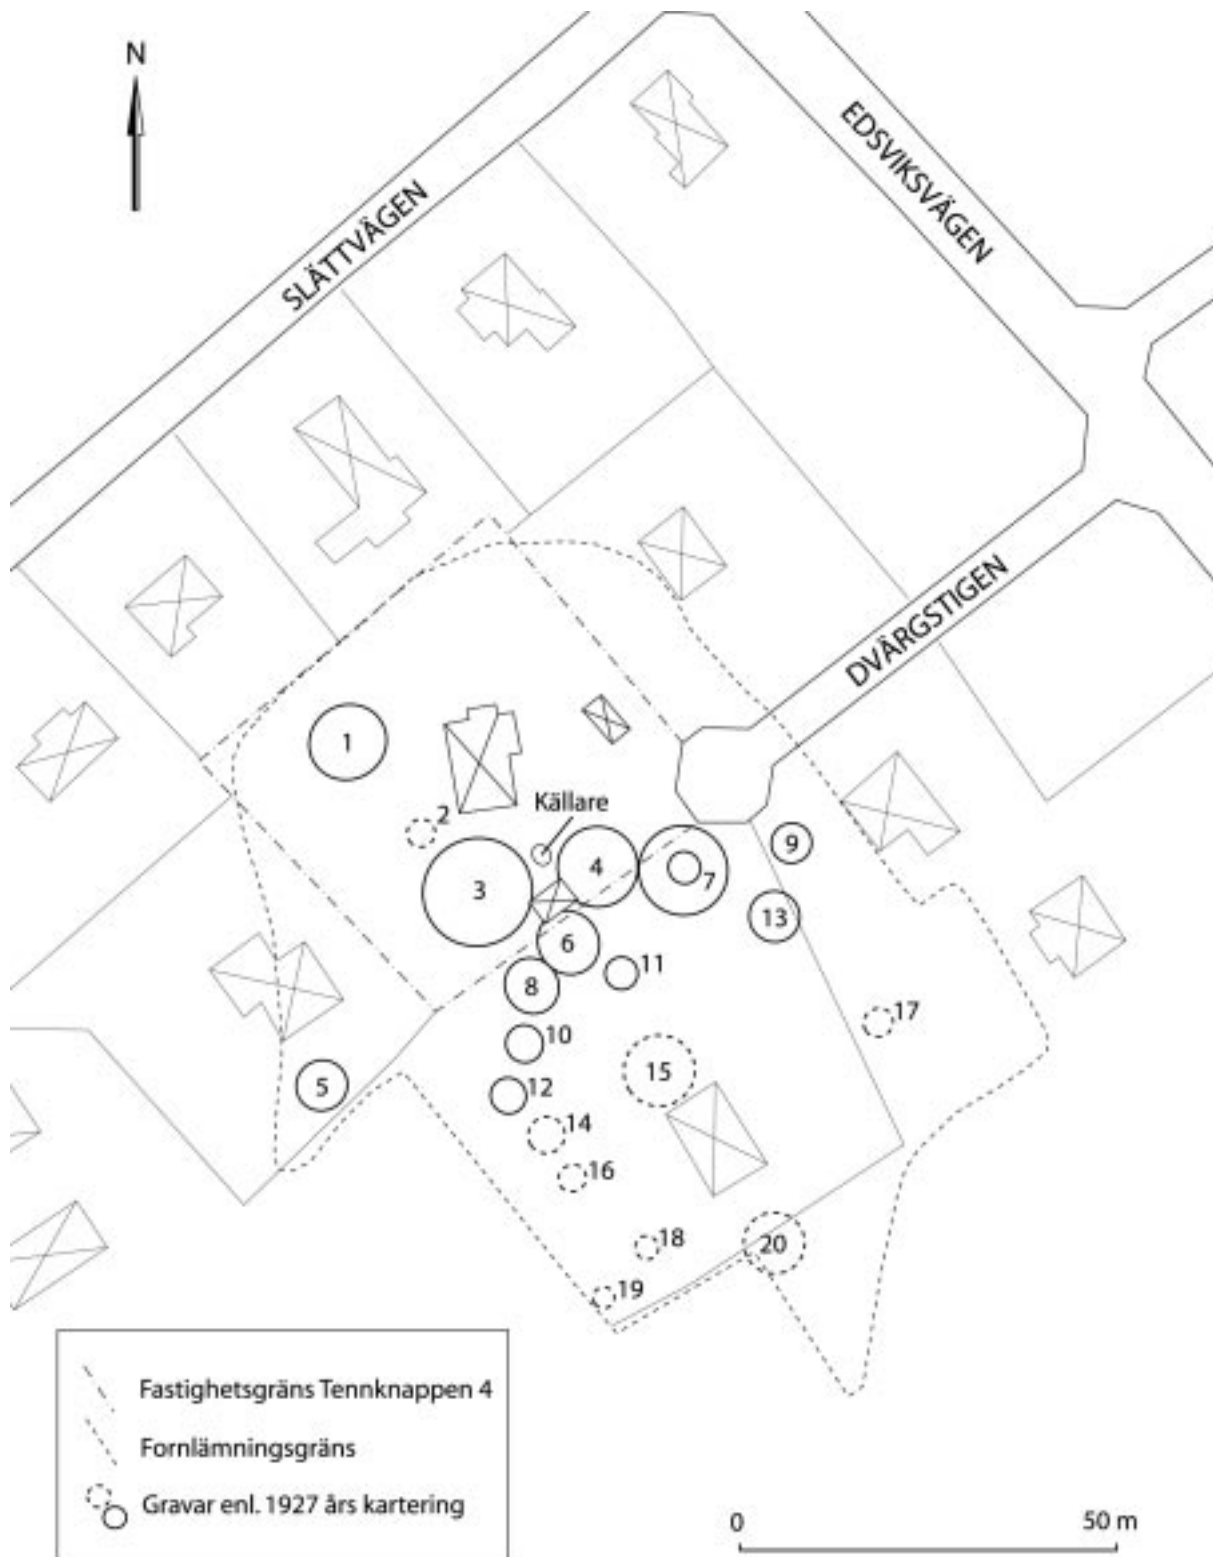 N
SLÄTTVÄGEN
EDSVIKSVÄGEN
DVÄRGSTIGEN
1
2
Källare
3
4
7
9
13
6
11
8
10
17
5
12
15
14
16
18
20
19
Fastighetsgräns Tennknappen 4
Fornlämningsgräns
Gravar enl. 1927 års kartering
0
50 m